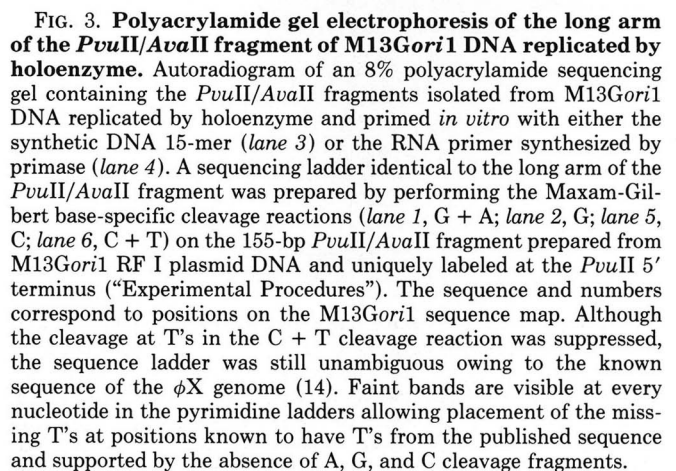 FIG. 3. Polyacrylamide gel electrophoresis of the long arm
of the PvuII/AvaII fragment of M13Gori1 DNA replicated by
holoenzyme. Autoradiogram of an 8% polyacrylamide sequencing
gel containing the PvuII/AvaII fragments isolated from M13Gori1
DNA replicated by holoenzyme and primed in vitro with either the
synthetic DNA 15-mer (lane 3) or the RNA primer synthesized by
primase (lane 4). A sequencing ladder identical to the long arm of the
PvuII/AvaII fragment was prepared by performing the Maxam-Gil-
bert base-specific cleavage reactions (lane 1, G + A; lane 2, G; lane 5,
C; lane 6, C + T) on the 155-bp PvuII/AvaII fragment prepared from
M13Gori1 RF I plasmid DNA and uniquely labeled at the PvuII 5′
terminus (“Experimental Procedures”). The sequence and numbers
correspond to positions on the M13Gori1 sequence map. Although
the cleavage at T's in the C + T cleavage reaction was suppressed,
the sequence ladder was still unambiguous owing to the known
sequence of the ϕX genome (14). Faint bands are visible at every
nucleotide in the pyrimidine ladders allowing placement of the miss-
ing T's at positions known to have T's from the published sequence
and supported by the absence of A, G, and C cleavage fragments.